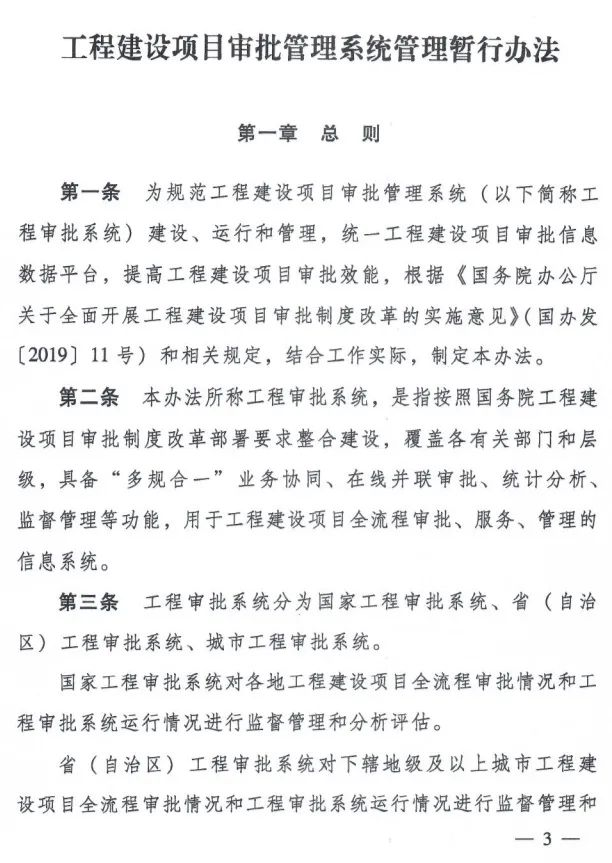 工程建设项目审批管理系统管理暂行办法
第一章 总 则
第一条 为规范工程建设项目审批管理系统（以下简称工
程审批系统）建设、运行和管理，统一工程建设项目审批信息
数据平台，提高工程建设项目审批效能，根据《国务院办公厅
关于全面开展工程建设项目审批制度改革的实施意见》（国办发
〔2019〕11号）和相关规定，结合工作实际，制定本办法。
第二条 本办法所称工程审批系统，是指按照国务院工程建
设项目审批制度改革部署要求整合建设，覆盖各有关部门和层
级，具备“多规合一”业务协同、在线并联审批、统计分析、
监督管理等功能，用于工程建设项目全流程审批、服务、管理的
信息系统。
第三条 工程审批系统分为国家工程审批系统、省（自治
区）工程审批系统、城市工程审批系统。
国家工程审批系统对各地工程建设项目全流程审批情况和工
程审批系统运行情况进行监督管理和分析评估。
省（自治区）工程审批系统对下辖地级及以上城市工程建
设项目全流程审批情况和工程审批系统运行情况进行监督管理和
— 3 —